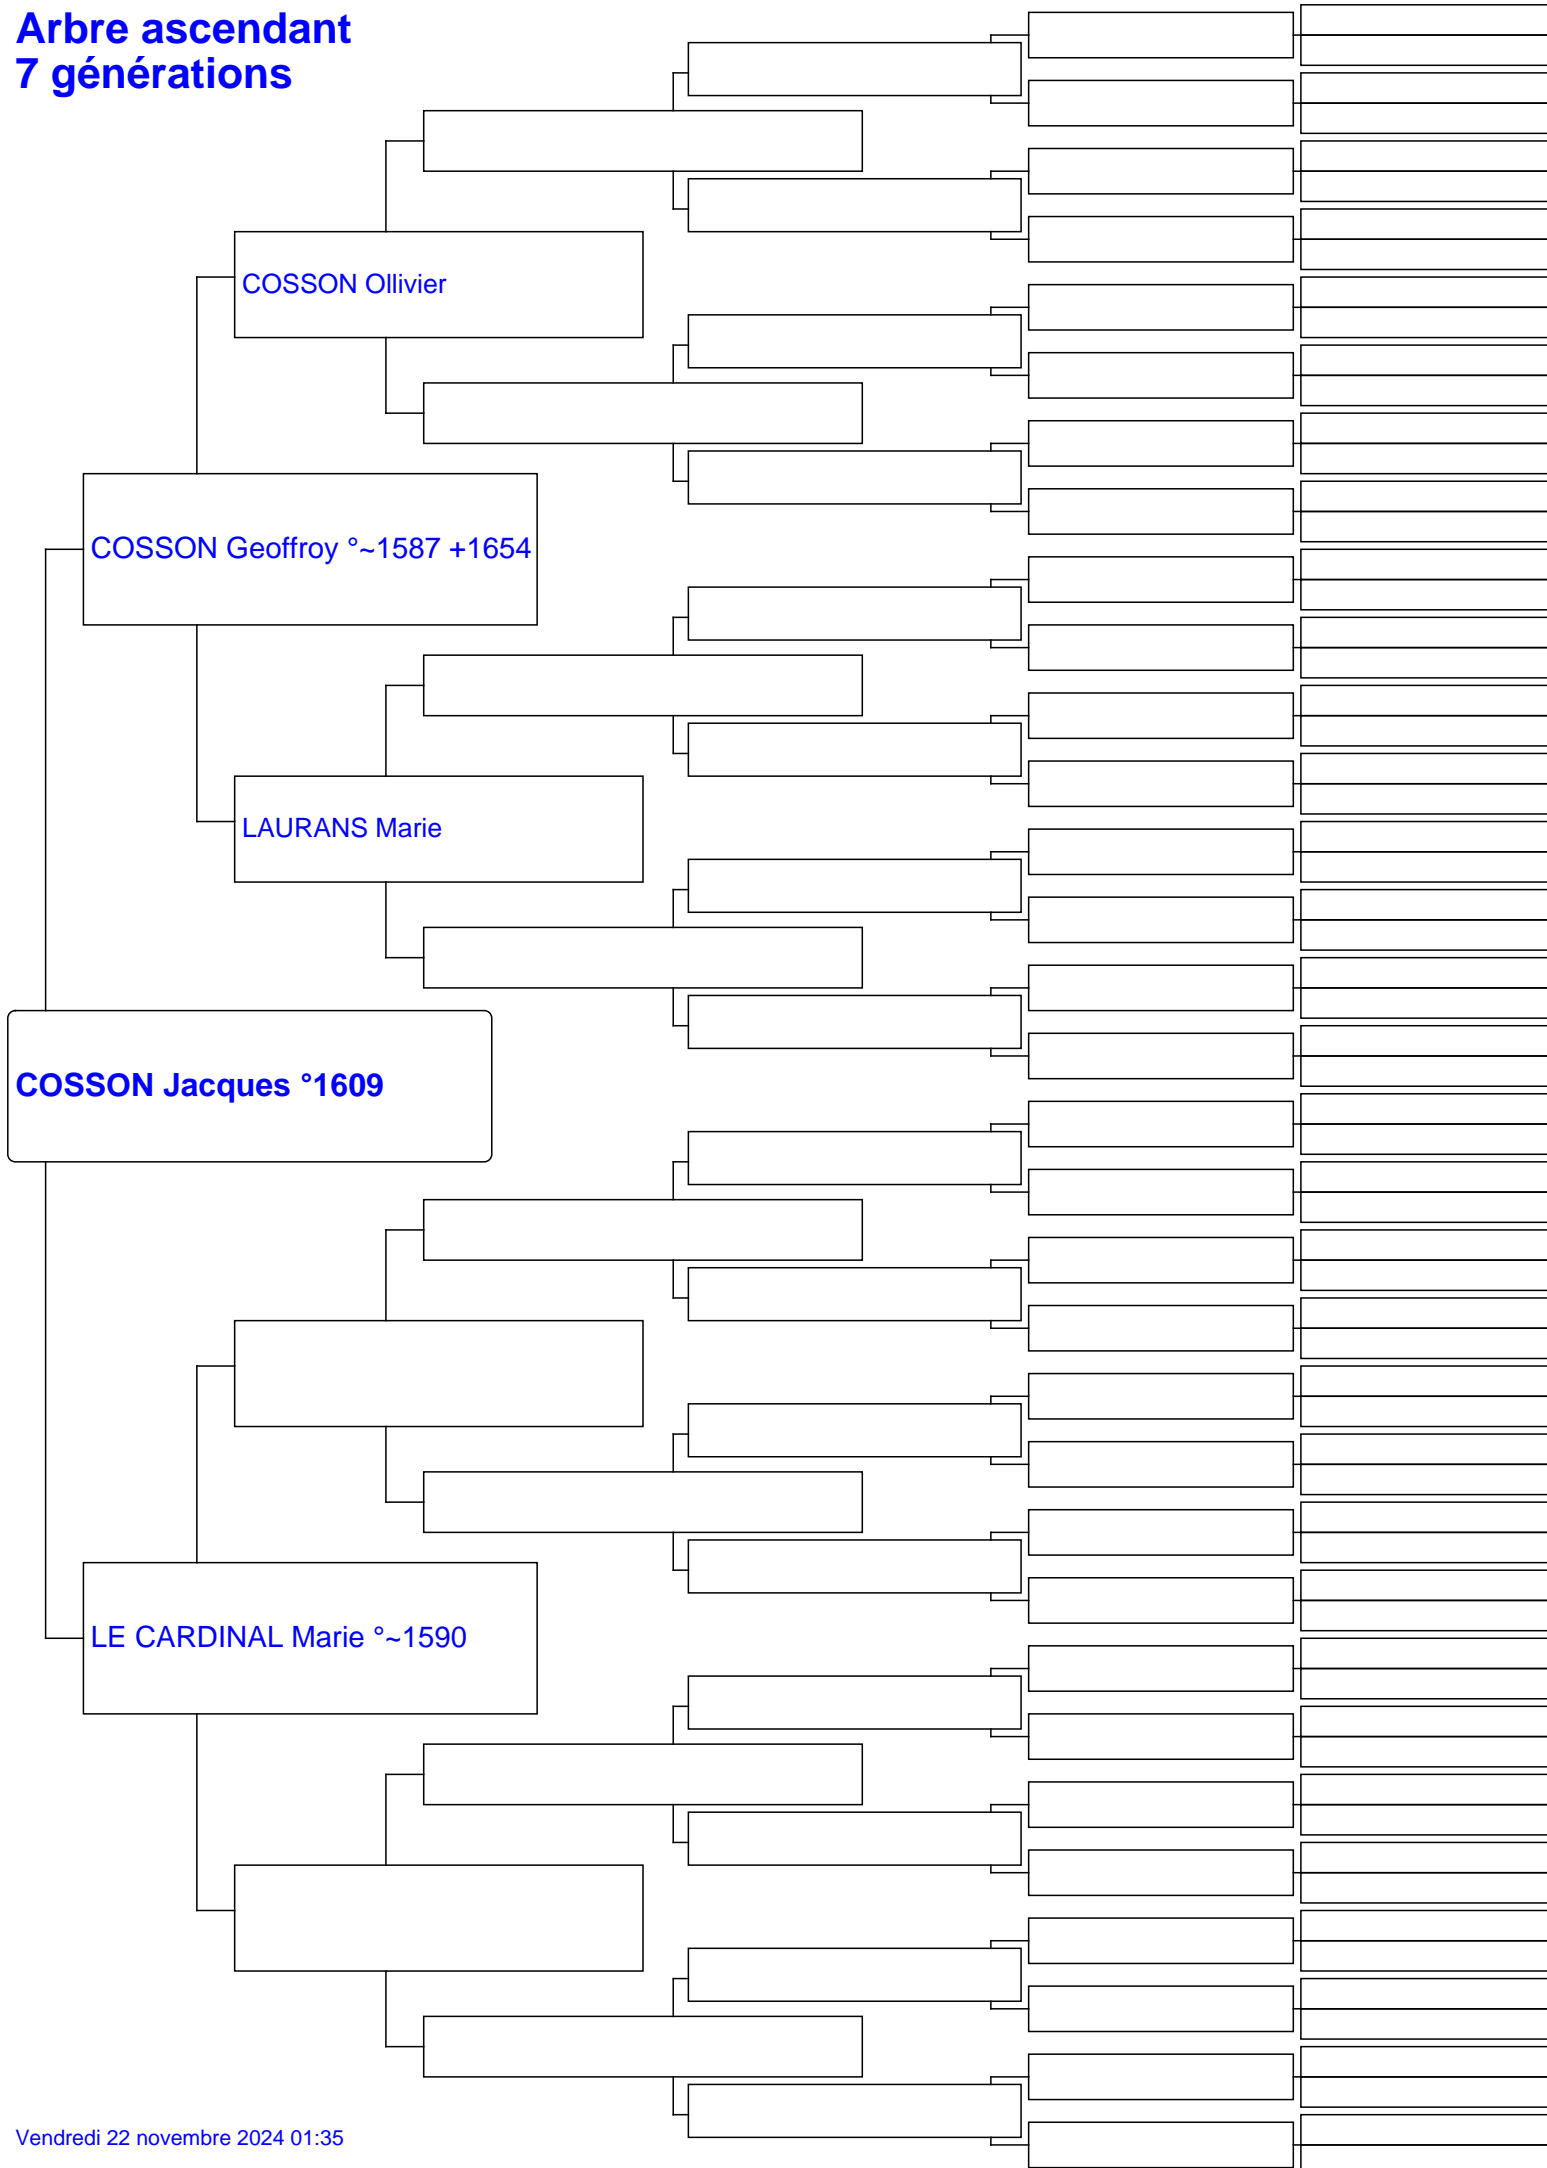 Arbre ascendant
7 générations
COSSON Ollivier
COSSON Geoffroy °~1587 +1654
LAURANS Marie
COSSON Jacques °1609
LE CARDINAL Marie °~1590
Vendredi 22 novembre 2024 01:35